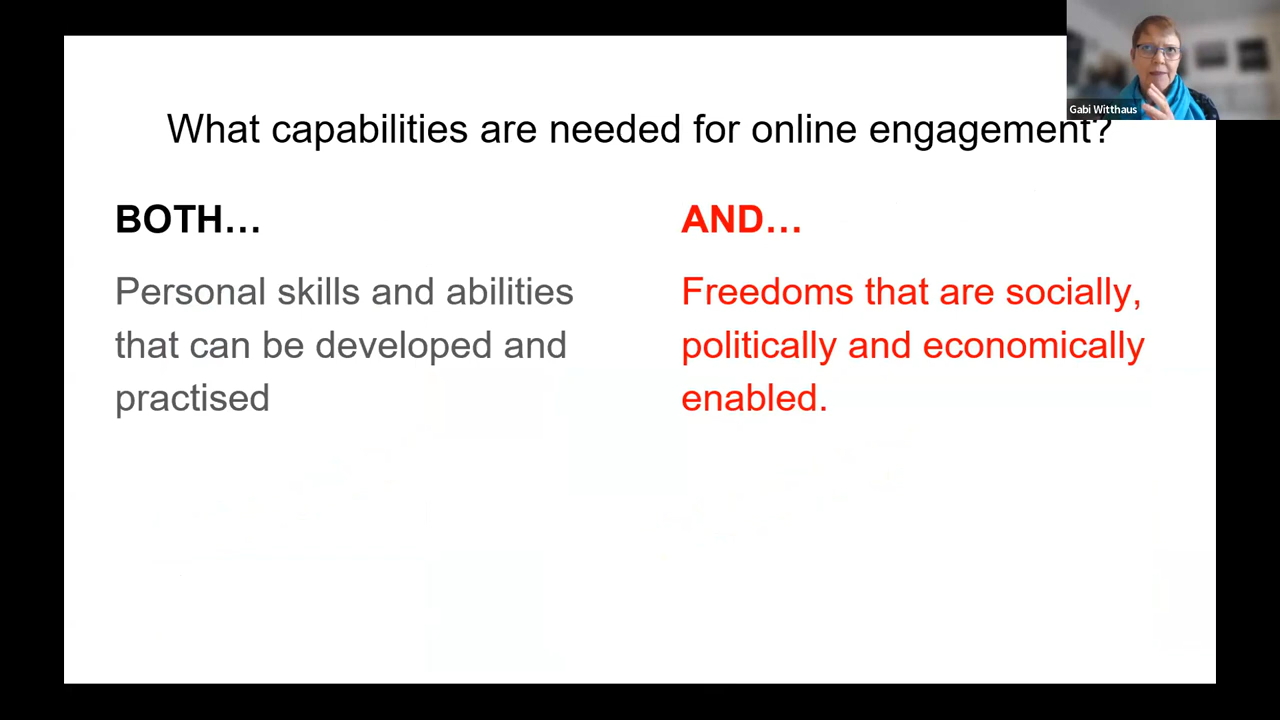 Gabi Witthaus
What capabilities are needed for online engagement?
BOTH…
Personal skills and abilities
that can be developed and
practised
AND…
Freedoms that are socially,
politically and economically
enabled.